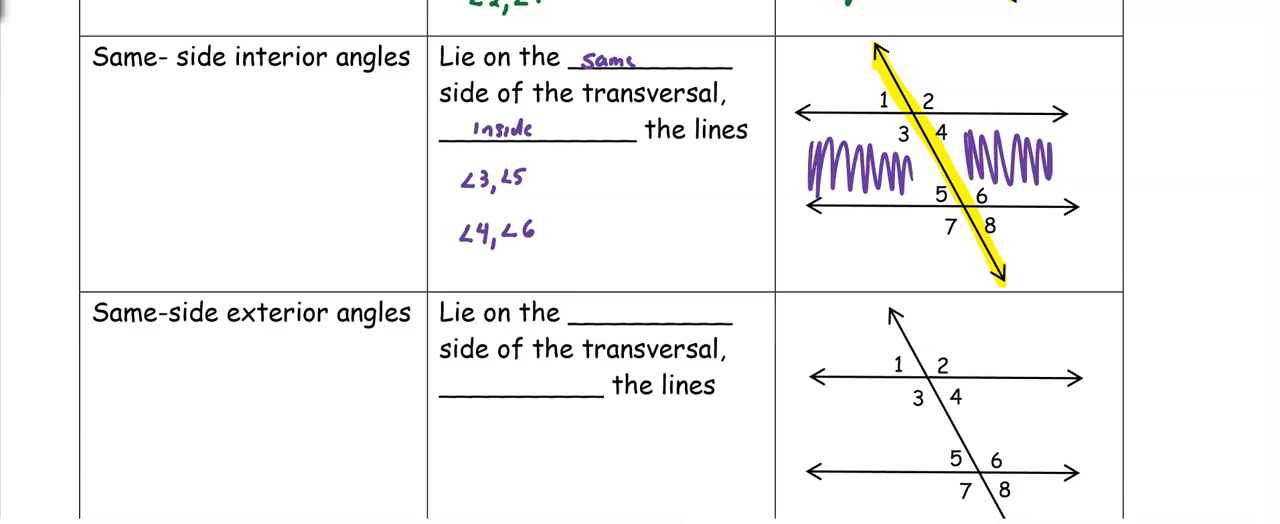 Same- side interior angles
Lie on the same
side of the transversal,
inside the lines
∠3, ∠5
∠4, ∠6
1 2
3 4
5 6
7 8
Same-side exterior angles
Lie on the ____________
side of the transversal,
____________ the lines
1 2
3 4
5 6
7 8